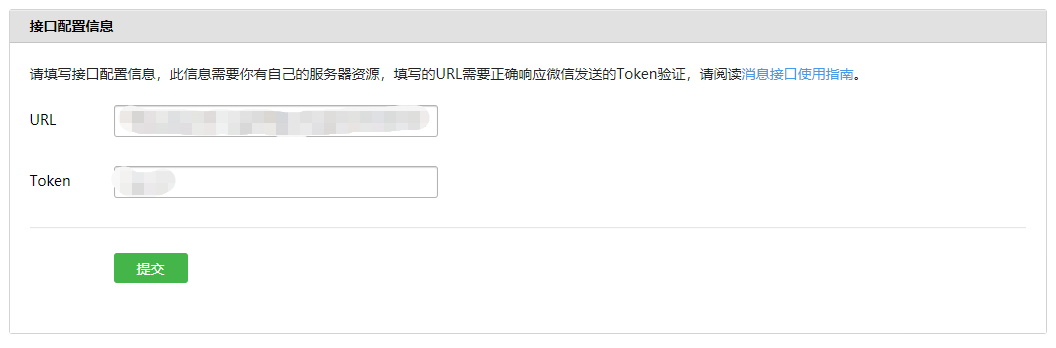 接口配置信息
请填写接口配置信息，此信息需要你有自己的服务器资源，填写的URL需要正确响应微信发送的Token验证，请阅读消息接口使用指南。
URL
Token
提交